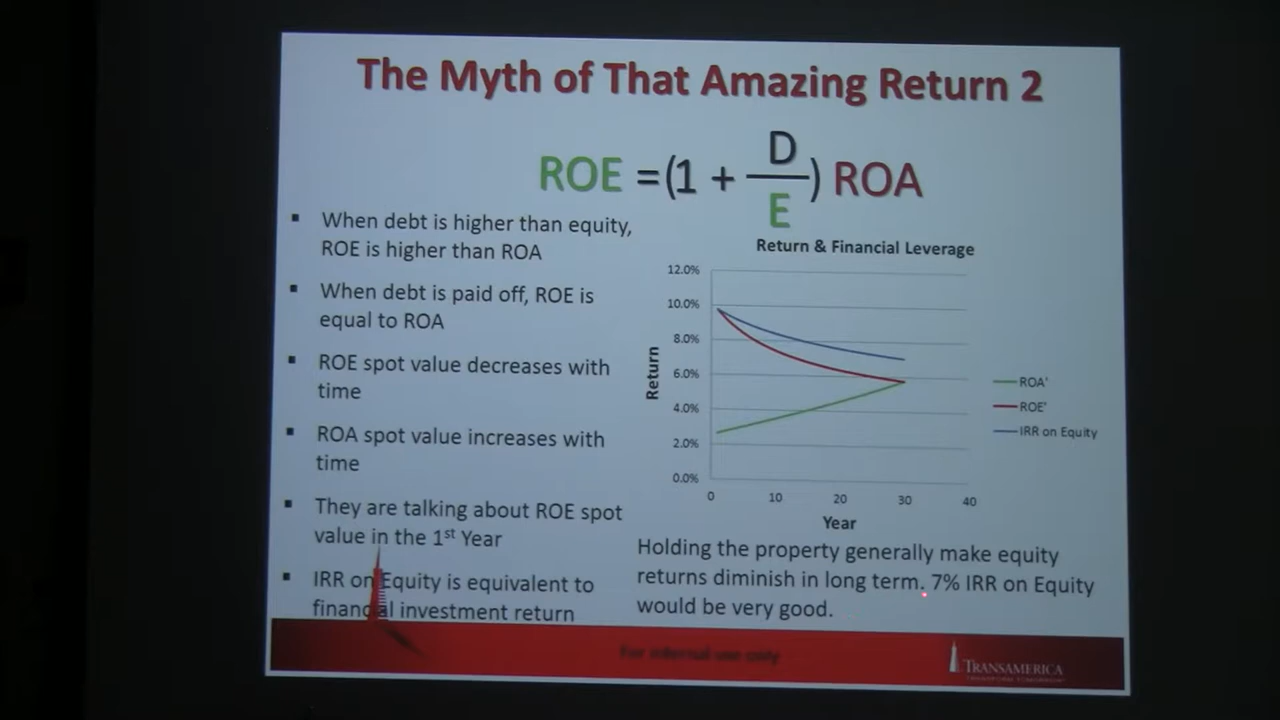 The Myth of That Amazing Return 2
ROE = (1 + D/E) ROA
▪ When debt is higher than equity,
ROE is higher than ROA
▪ When debt is paid off, ROE is
equal to ROA
▪ ROE spot value decreases with
time
▪ ROA spot value increases with
time
▪ They are talking about ROE spot
value in the 1st Year
▪ IRR on Equity is equivalent to
financial investment return
Return & Financial Leverage
12.0%
10.0%
8.0%
6.0%
4.0%
2.0%
0.0%
Return
0 10 20 30 40
Year
ROA'
ROE'
IRR on Equity
Holding the property generally make equity
returns diminish in long term. 7% IRR on Equity
would be very good.
For internal use only
TRANSAMERICA
TRANSFORM TOMORROW